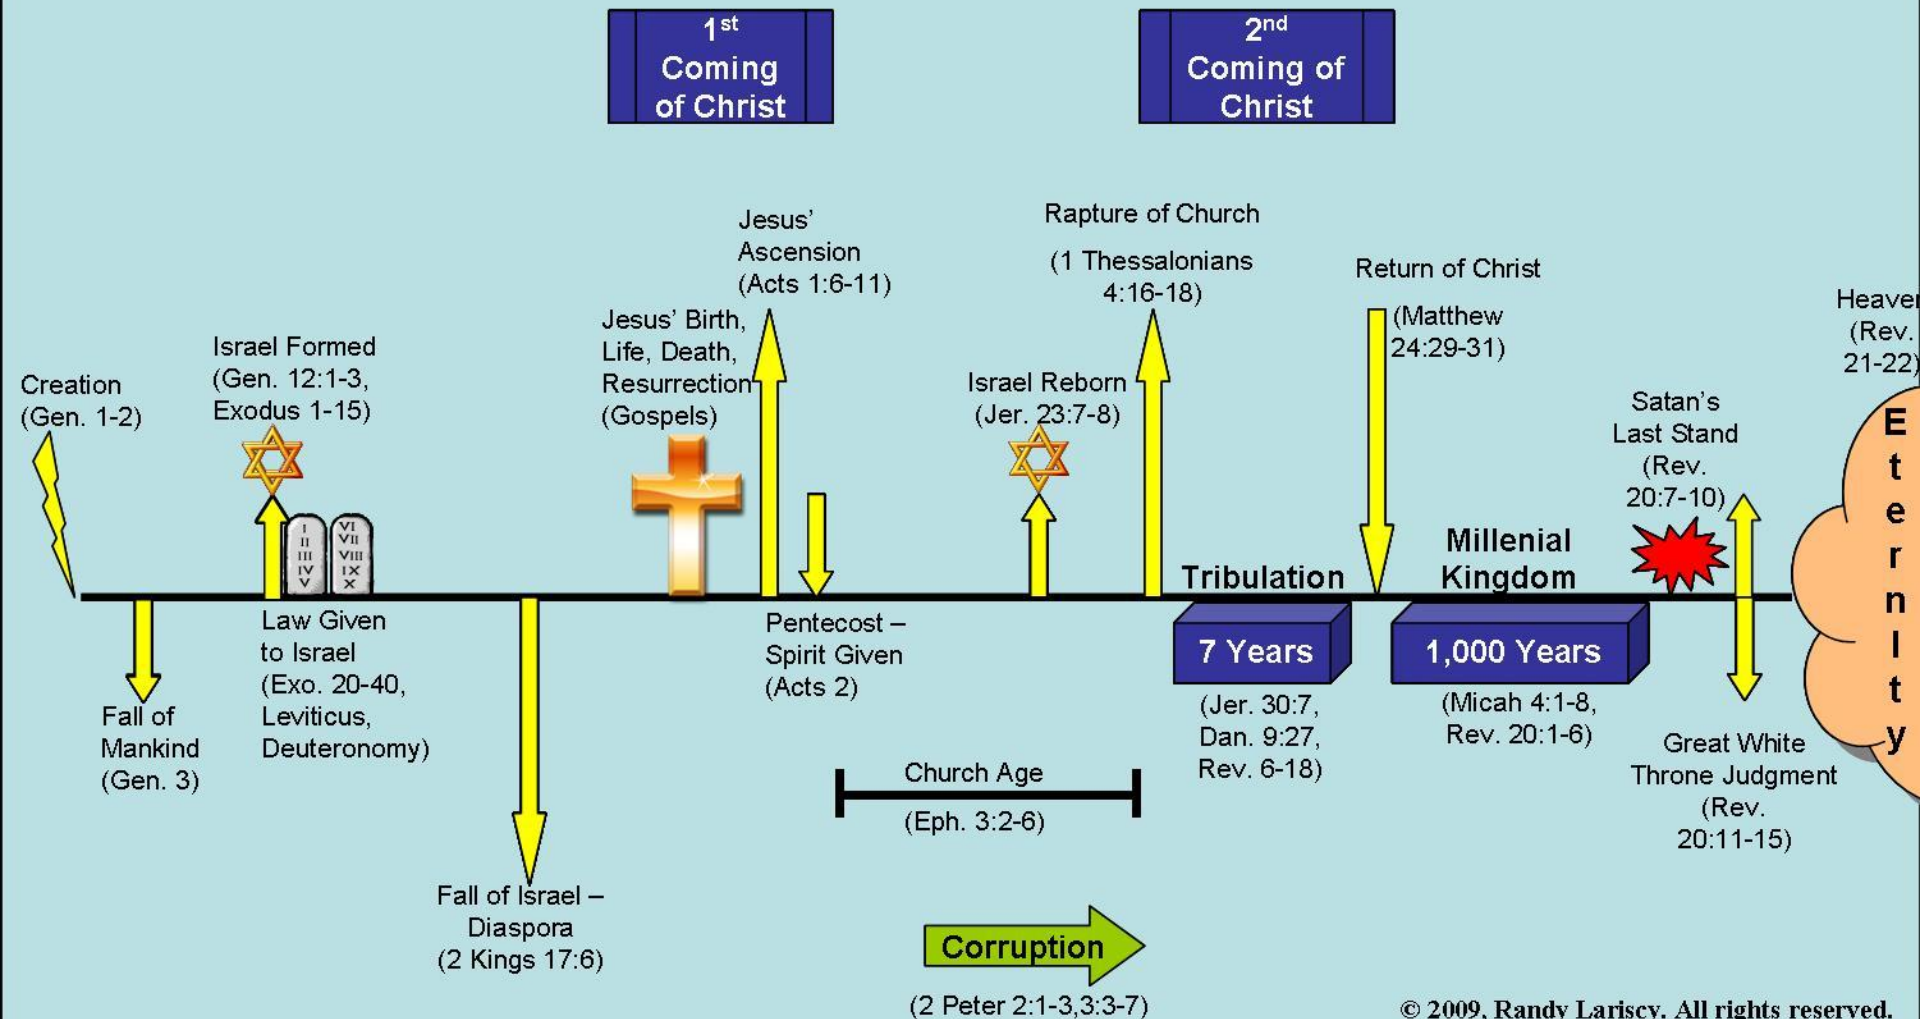 1st
Coming
of Christ
2nd
Coming of
Christ
Creation
(Gen. 1-2)
Fall of
Mankind
(Gen. 3)
Israel Formed
(Gen. 12:1-3,
Exodus 1-15)
I
II
III
IV
V
VI
VII
VIII
IX
X
Law Given
to Israel
(Exo. 20-40,
Leviticus,
Deuteronomy)
Fall of Israel –
Diaspora
(2 Kings 17:6)
Jesus' Birth,
Life, Death,
Resurrection
(Gospels)
Jesus'
Ascension
(Acts 1:6-11)
Pentecost –
Spirit Given
(Acts 2)
Church Age
(Eph. 3:2-6)
Corruption
(2 Peter 2:1-3,3:3-7)
Israel Reborn
(Jer. 23:7-8)
Rapture of Church
(1 Thessalonians
4:16-18)
Tribulation
7 Years
(Jer. 30:7,
Dan. 9:27,
Rev. 6-18)
Return of Christ
(Matthew
24:29-31)
Millenial
Kingdom
1,000 Years
(Micah 4:1-8,
Rev. 20:1-6)
Satan's
Last Stand
(Rev.
20:7-10)
Great White
Throne Judgment
(Rev.
20:11-15)
Heaven
(Rev.
21-22)
EternIty
© 2009, Randy Lariscy. All rights reserved.